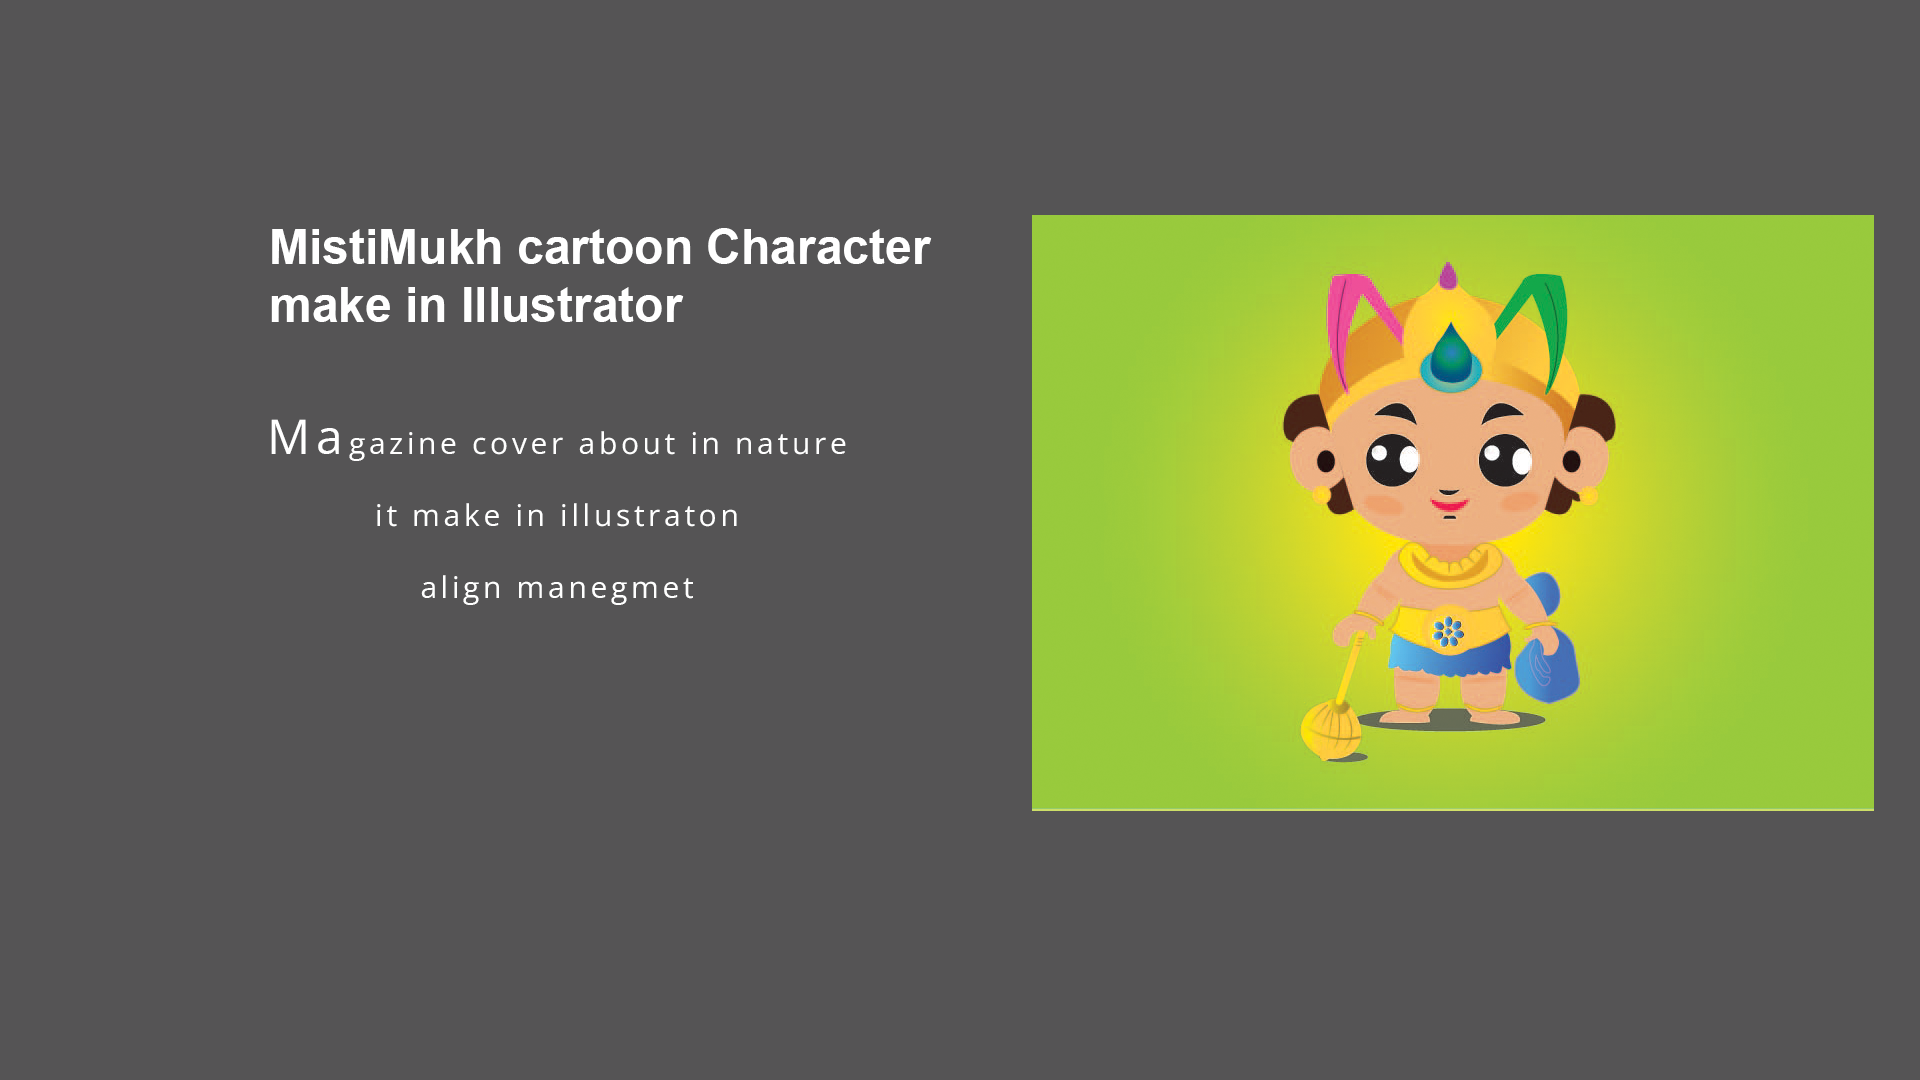 MistiMukh cartoon Character
make in Illustrator
Magazine cover about in nature
it make in illustraton
align manegmet